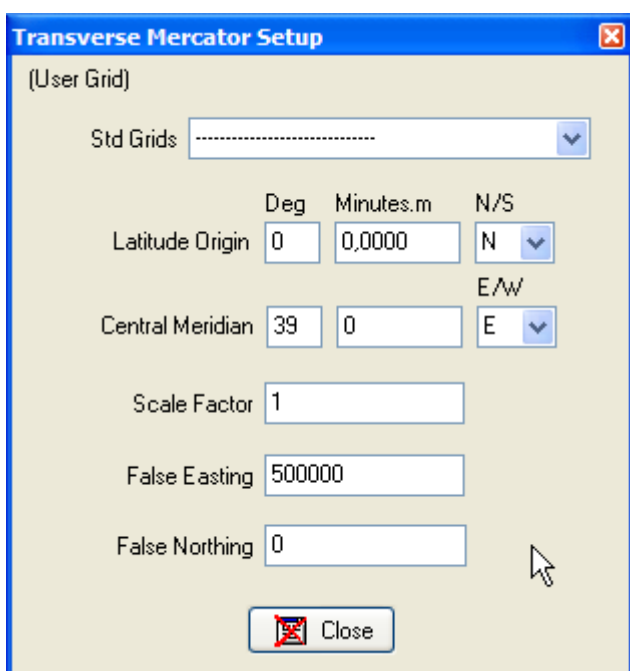 Transverse Mercator Setup
(User Grid)
Std Grids ------------------------------
Deg Minutes.m N/S
Latitude Origin 0 0,0000 N
E/W
Central Meridian 39 0 E
Scale Factor 1
False Easting 500000
False Northing 0
Close